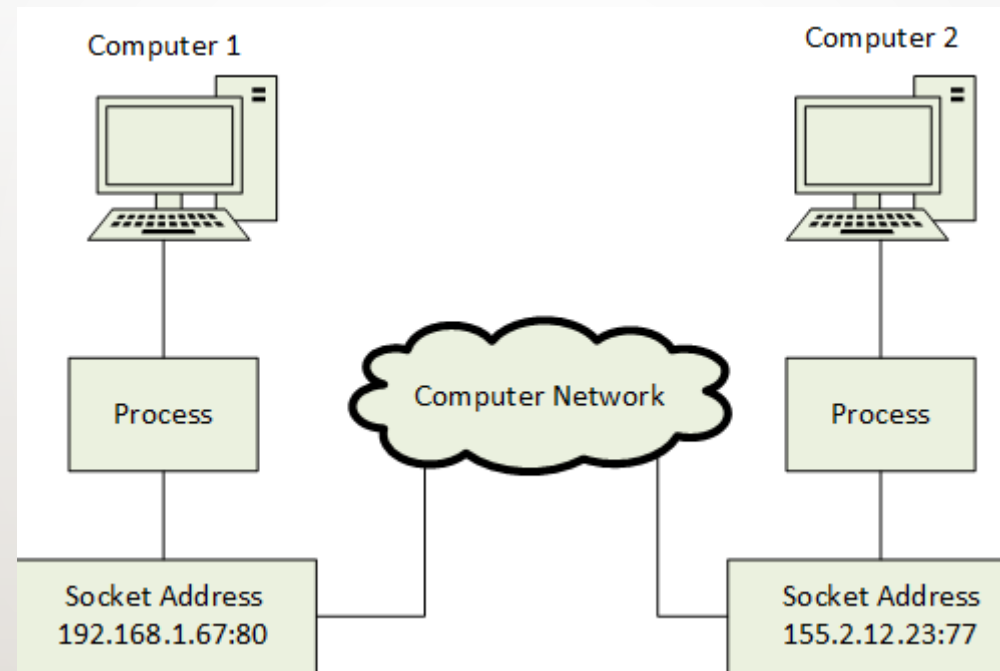 Computer 1
Computer 2
Computer Network
Process
Process
Socket Address
192.168.1.67:80
Socket Address
155.2.12.23:77